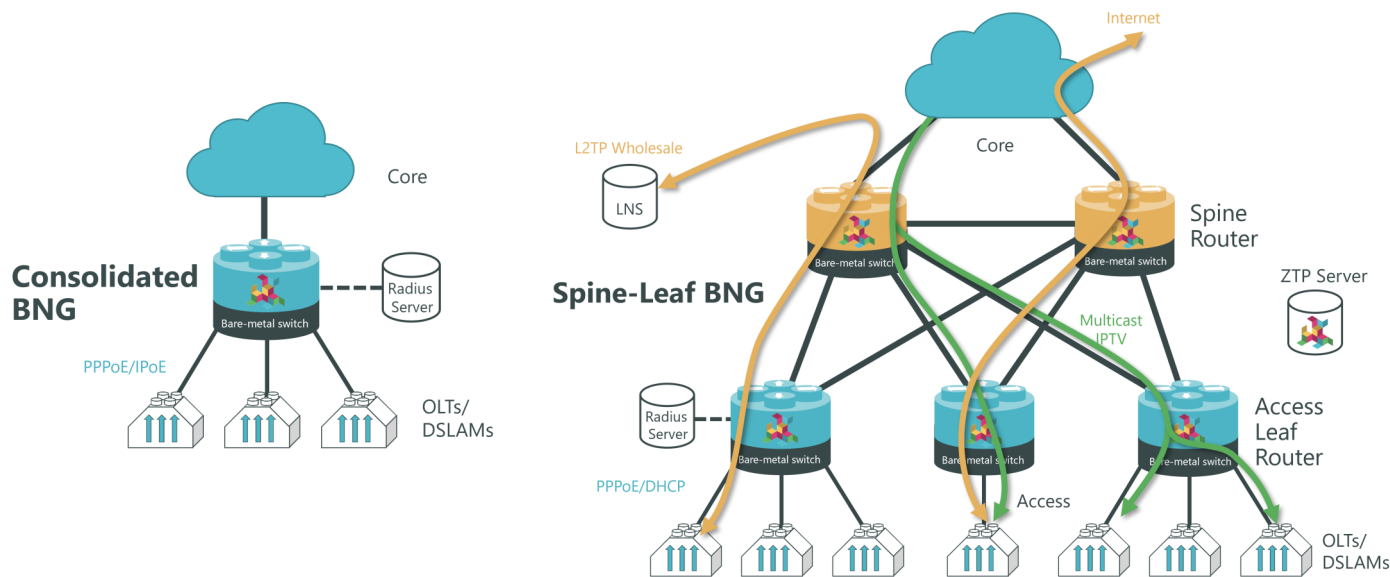 Core
Consolidated
BNG
Bare-metal switch
Radius
Server
PPPoE/IPoE
OLTs/
DSLAMs
Internet
Core
L2TP Wholesale
LNS
Bare-metal switch
Bare-metal switch
Spine
Router
Spine-Leaf BNG
ZTP Server
Multicast
IPTV
Radius
Server
Bare-metal switch
Bare-metal switch
Bare-metal switch
Access
Leaf
Router
PPPoE/DHCP
Access
OLTs/
DSLAMs